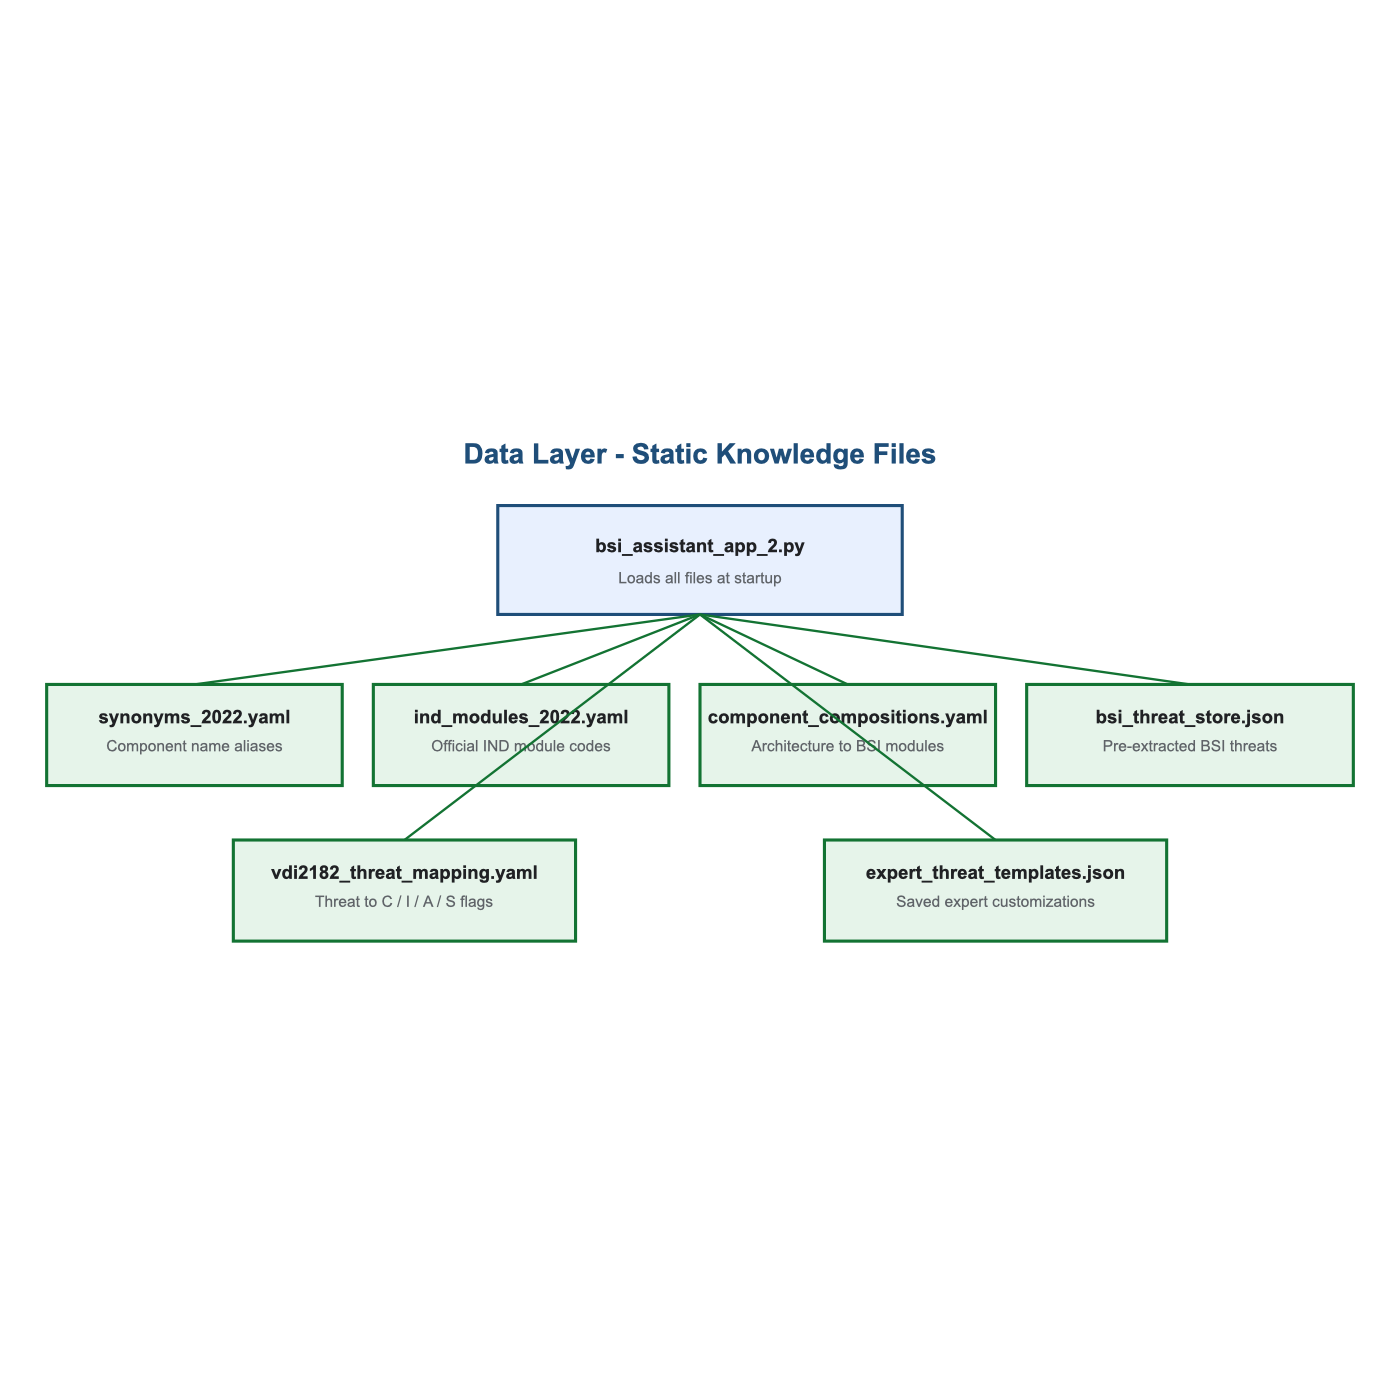 Data Layer - Static Knowledge Files
bsi_assistant_app_2.py
Loads all files at startup
synonyms_2022.yaml
Component name aliases
ind_modules_2022.yaml
Official IND module codes
component_compositions.yaml
Architecture to BSI modules
bsi_threat_store.json
Pre-extracted BSI threats
vdi2182_threat_mapping.yaml
Threat to C / I / A / S flags
expert_threat_templates.json
Saved expert customizations